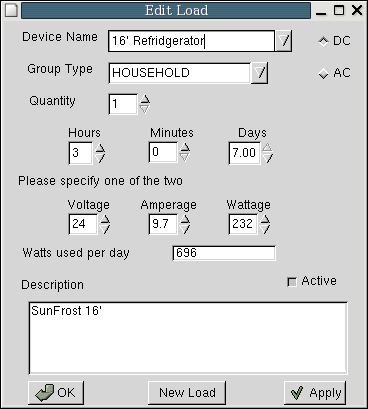 Edit Load
Device Name 16' Refridgerator DC
Group Type HOUSEHOLD AC
Quantity 1
Hours Minutes Days
3 0 7.00
Please specify one of the two
Voltage Amperage Wattage
24 9.7 232
Watts used per day 696
Description Active
SunFrost 16'
OK New Load Apply